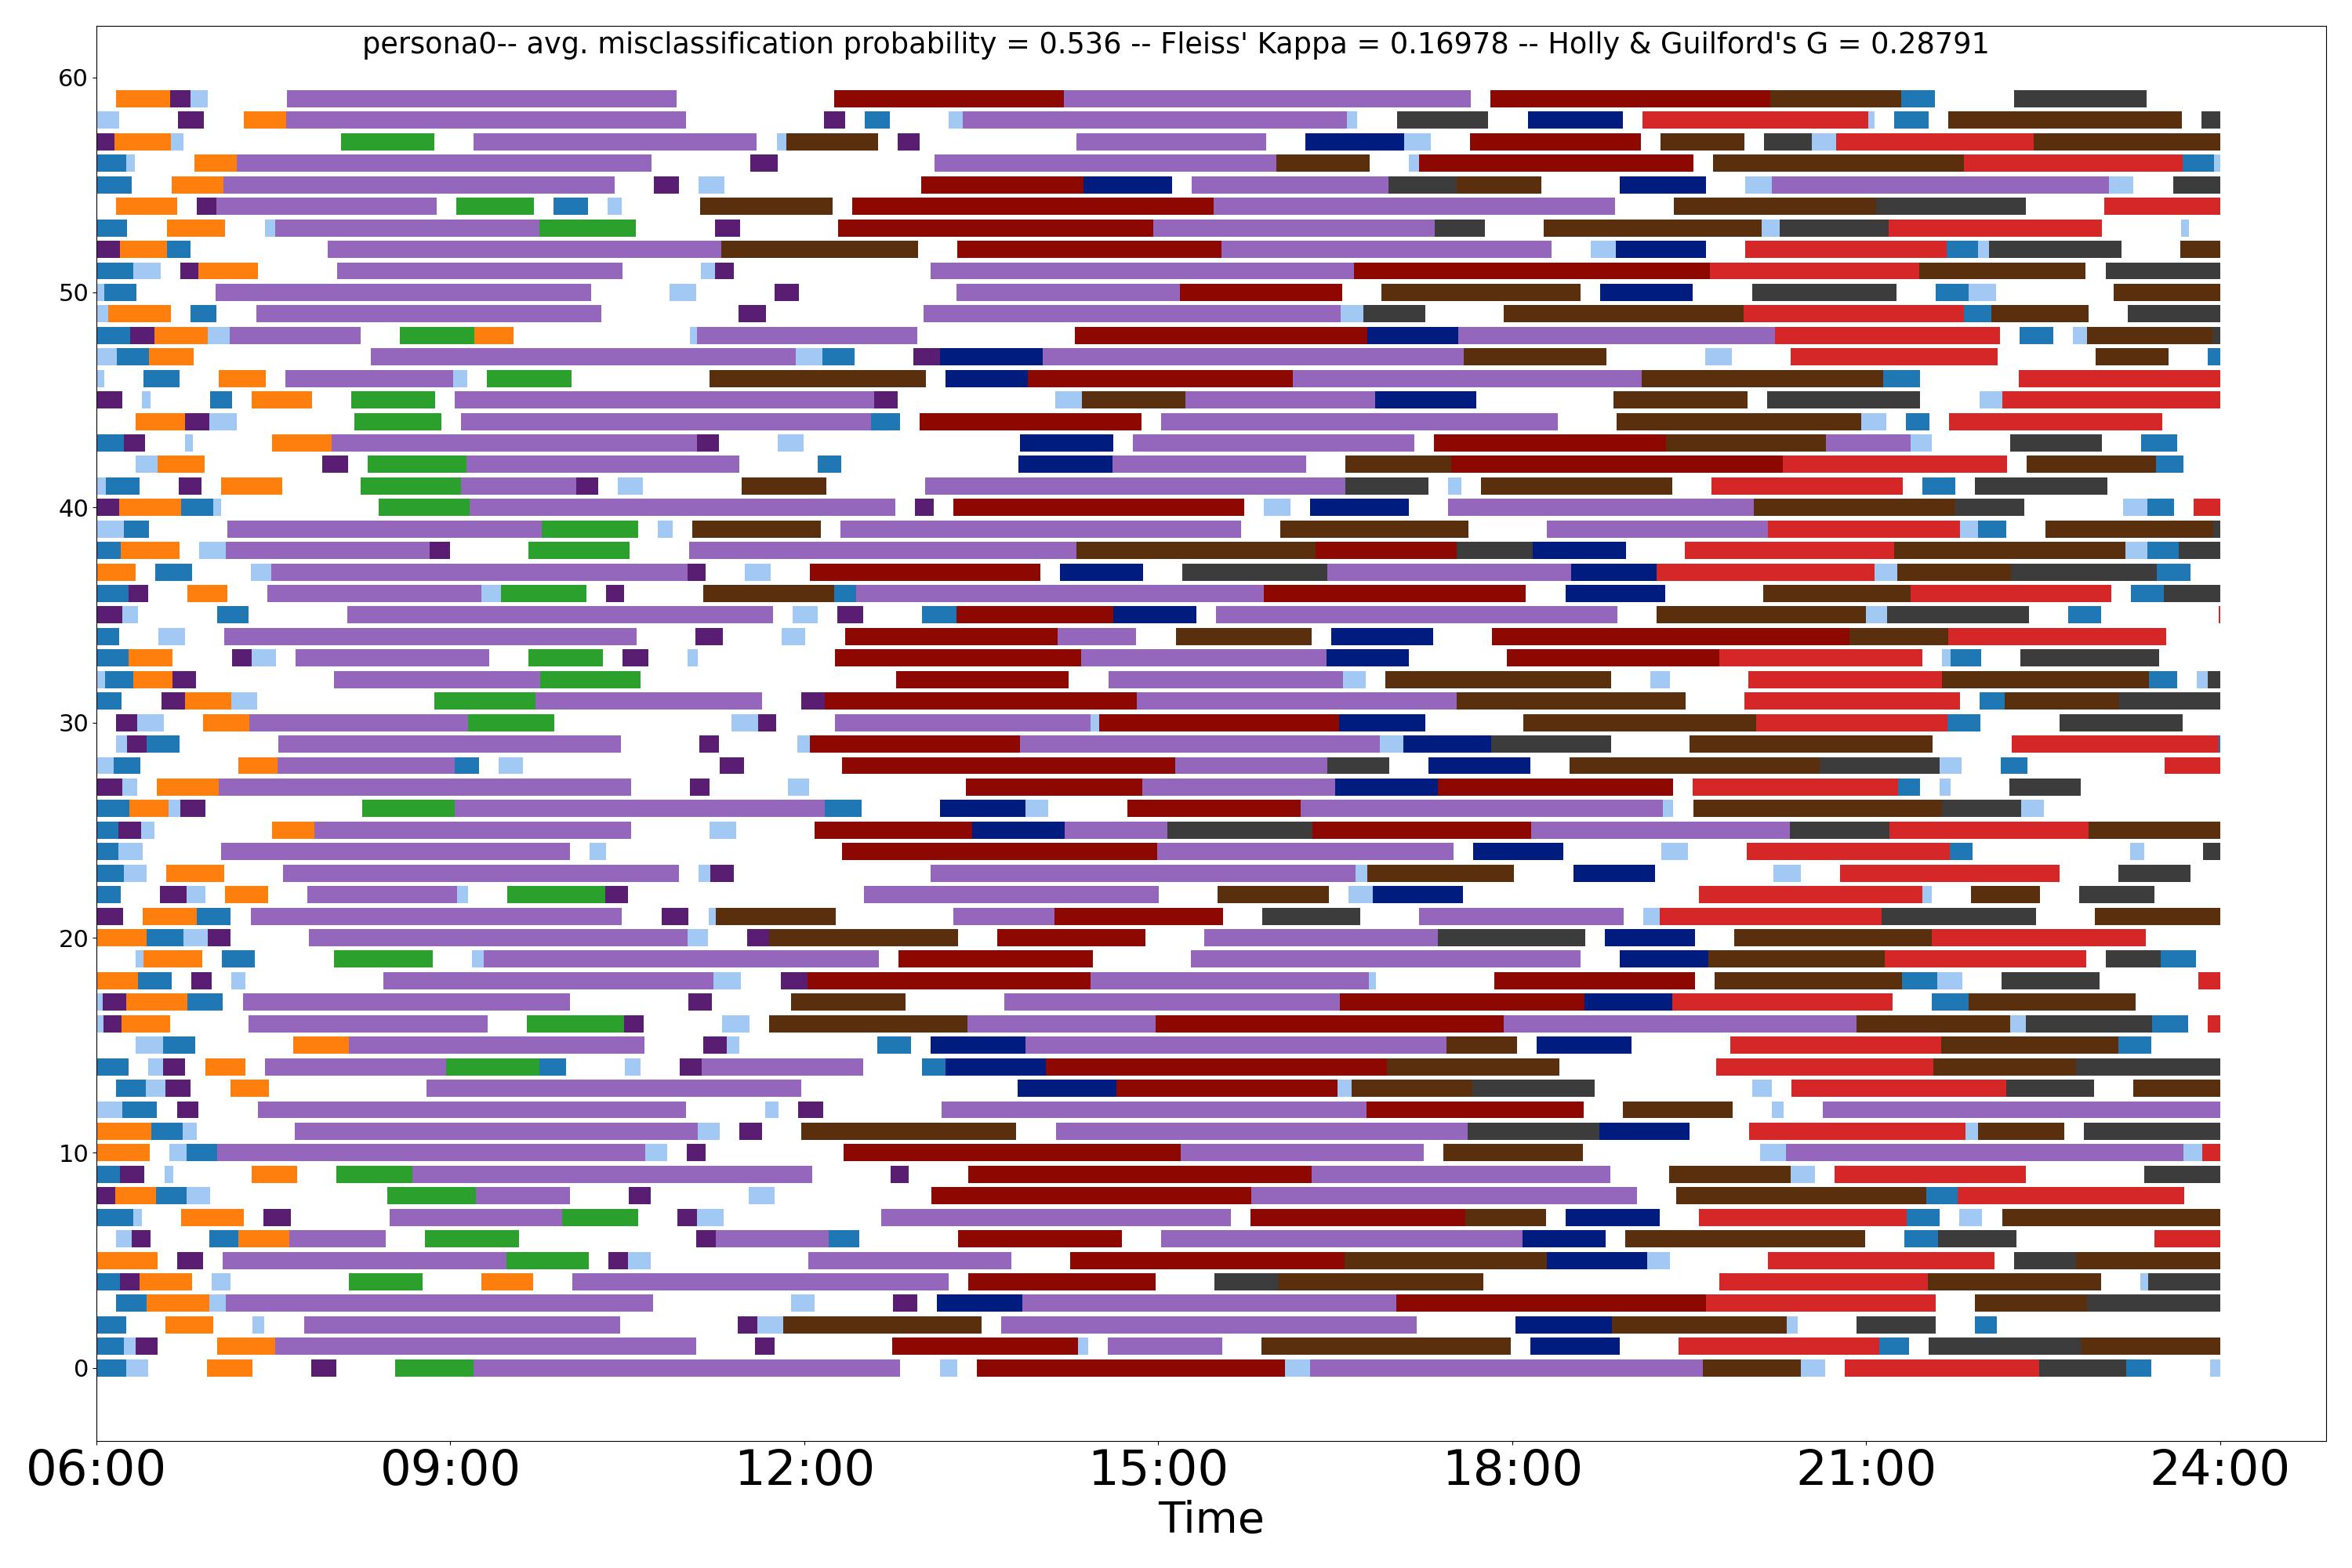 persona0-- avg. misclassification probability = 0.536 -- Fleiss' Kappa = 0.16978 -- Holly & Guilford's G = 0.28791
60
50
40
30
20
10
0
06:00 09:00 12:00 15:00 18:00 21:00 24:00
Time